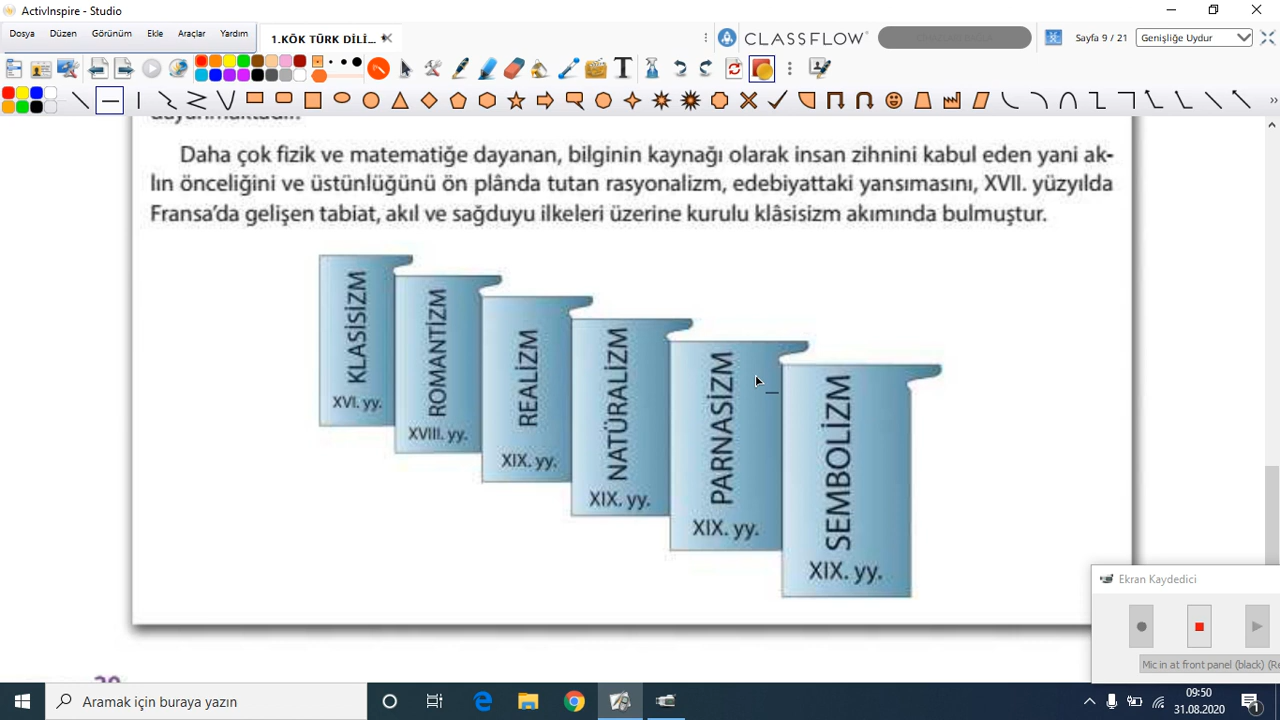 ActivInspire - Studio
Dosya Düzen Görünüm Ekle Araçlar Yardım
1.KÖK TÜRK DİLİ...
CLASSFLOW
Sayfa 9 / 21
Genişliğe Uydur
dayanmaktadır.
Daha çok fizik ve matematiğe dayanan, bilginin kaynağı olarak insan zihnini kabul eden yani ak-
lın önceliğini ve üstünlüğünü ön plânda tutan rasyonalizm, edebiyattaki yansımasını, XVII. yüzyılda
Fransa’da gelişen tabiat, akıl ve sağduyu ilkeleri üzerine kurulu klâsisizm akımında bulmuştur.
KLASİSİZM
XVI. yy.
ROMANTİZM
XVIII. yy.
REALİZM
XIX. yy.
NATÜRALİZM
XIX. yy.
PARNASİZM
XIX. yy.
SEMBOLİZM
XIX. yy.
Ekran Kaydedici
Mic in at front panel (black) (Re
Aramak için buraya yazın
09:50
31.08.2020
1